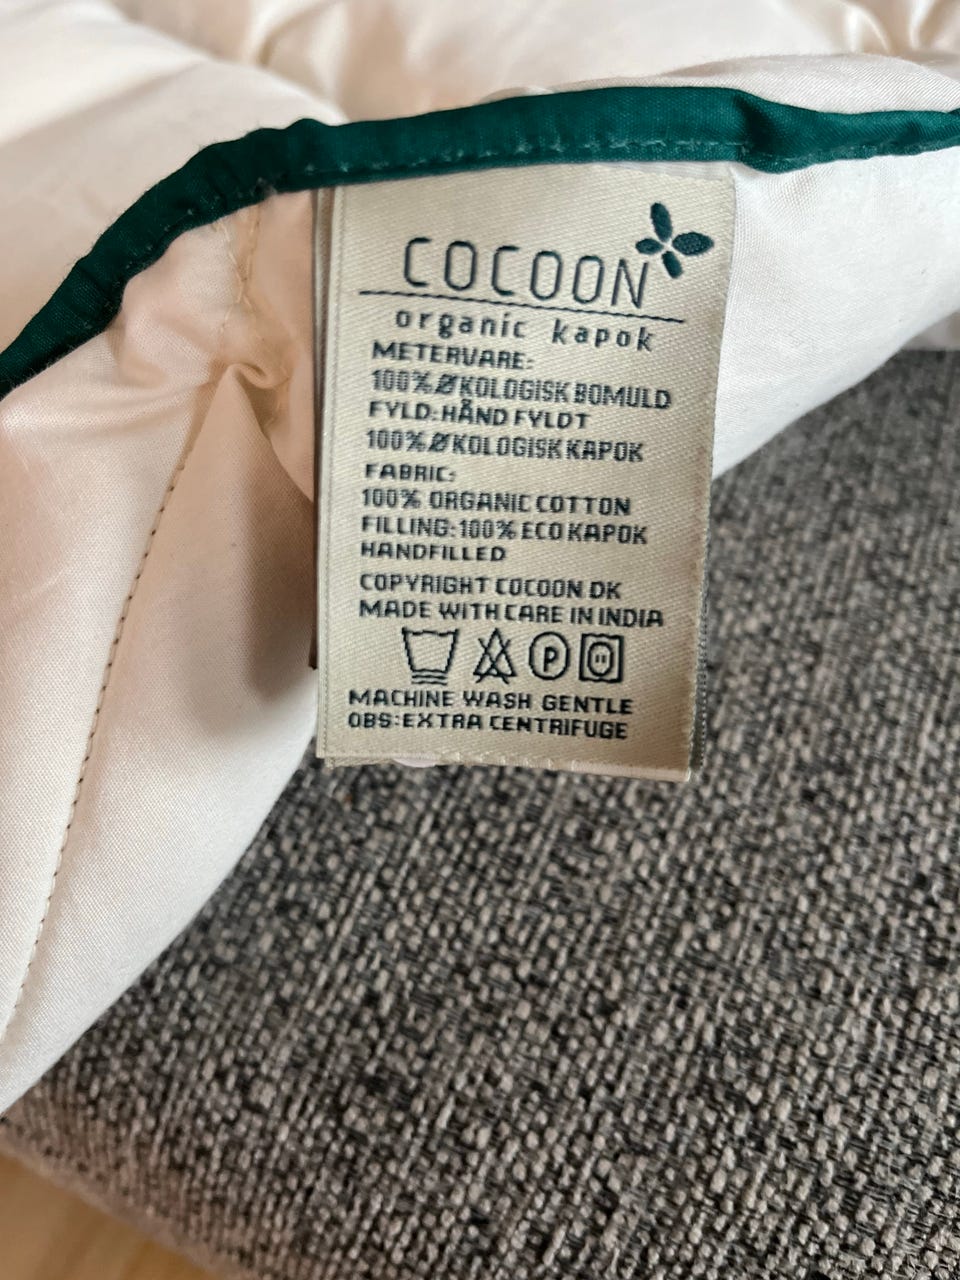 COCOON
organic kapok
METERVARE:
100% ØKOLOGISK BOMULD
FYLD: HÅND FYLDT
100% ØKOLOGISK KAPOK
FABRIC:
100% ORGANIC COTTON
FILLING: 100% ECO KAPOK
HANDFILLED
COPYRIGHT COCOON DK
MADE WITH CARE IN INDIA
P
MACHINE WASH GENTLE
OBS: EXTRA CENTRIFUGE